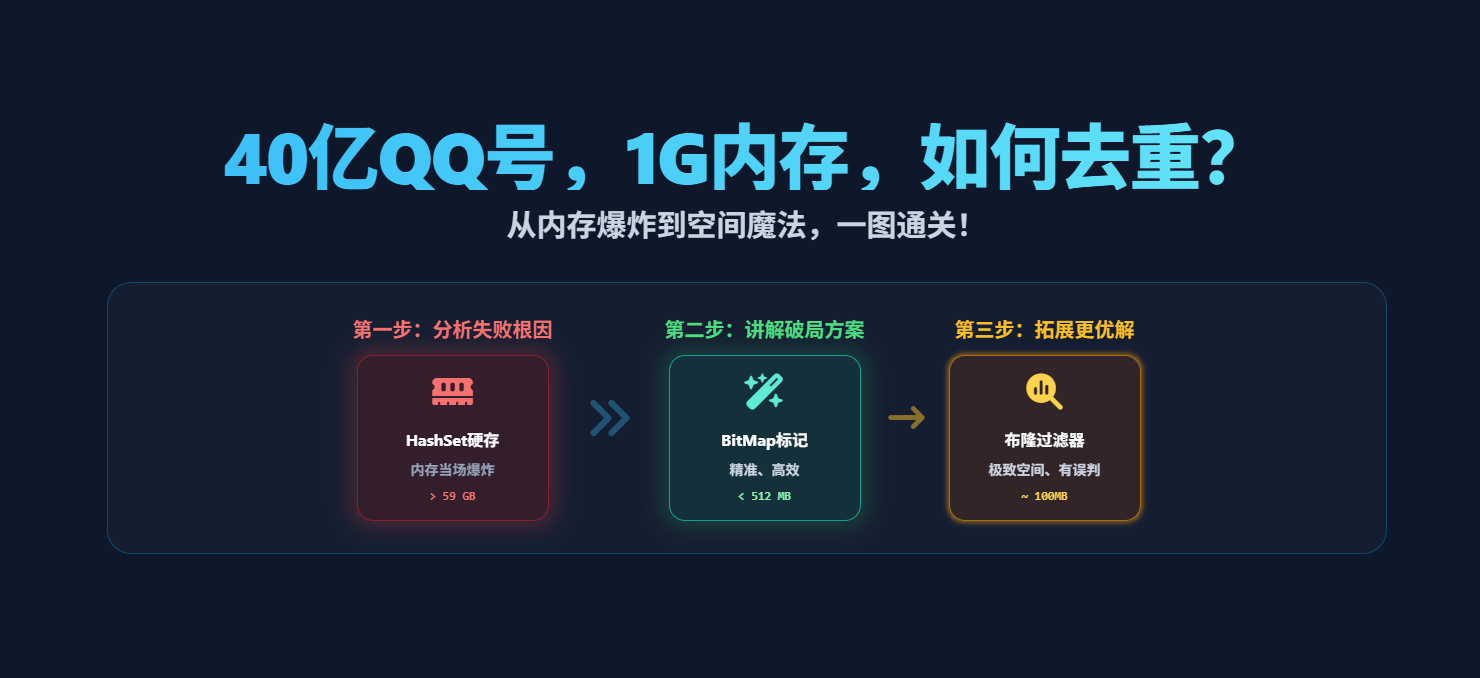 40亿QQ号，1G内存，如何去重？
从内存爆炸到空间魔法，一图通关！
第一步：分析失败根因
HashSet硬存
内存当场爆炸
> 59 GB
第二步：讲解破局方案
BitMap标记
精准、高效
< 512 MB
第三步：拓展更优解
布隆过滤器
极致空间、有误判
~ 100MB